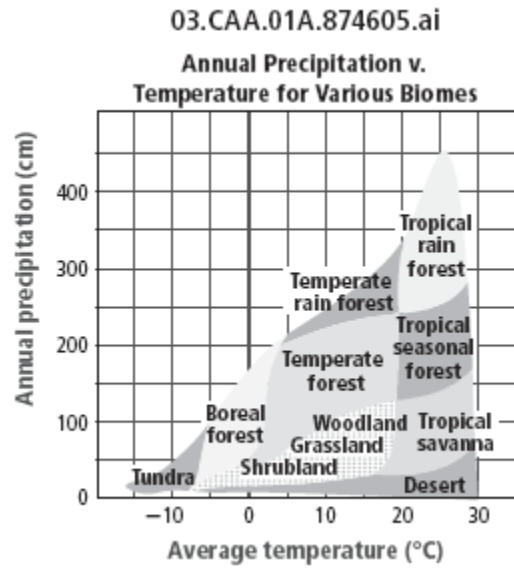 03.CAA.01A.874605.ai
Annual Precipitation v.
Temperature for Various Biomes
Annual precipitation (cm)
400
300
200
100
0
Tropical
rain
forest
Temperate
rain forest
Tropical
seasonal
forest
Temperate
forest
Boreal
forest
Woodland
Grassland
Shrubland
Tropical
savanna
Tundra
Desert
−10
0
10
20
30
Average temperature (°C)